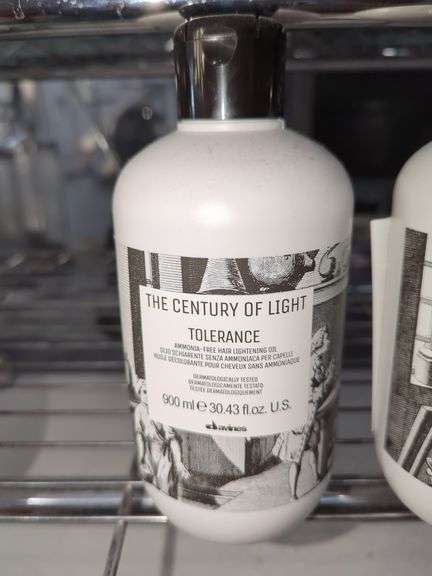 THE CENTURY OF LIGHT
TOLERANCE
AMMONIA-FREE HAIR LIGHTENING OIL
OLIO SCHIARENTE SENZA AMMONIACA PER CAPELLI
HUILE DÉCOLORANTE POUR CHEVEUX SANS AMMONIAQUE
DERMATOLOGICALLY TESTED
DERMATOLOGICAMENTE TESTATO
TESTÉE DERMATOLOGIQUEMENT
900 ml ℮ 30.43 fl.oz. U.S.
davines